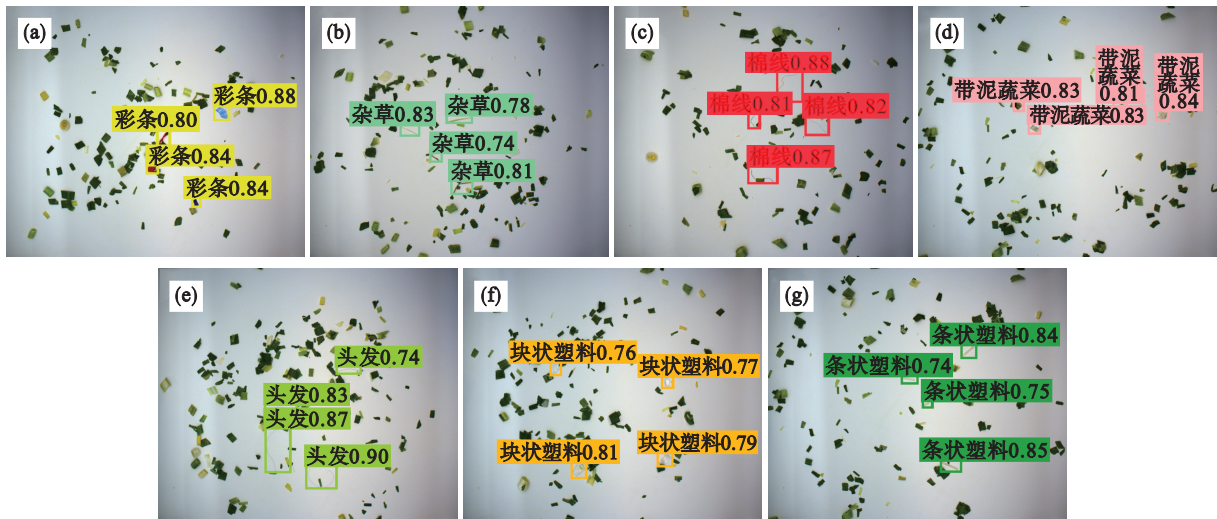 (a)
彩条0.88
彩条0.80
彩条0.84
彩条0.84
(b)
杂草0.78
杂草0.83
杂草0.74
杂草0.81
(c)
棉线0.88
棉线0.81
棉线0.82
棉线0.87
(d)
带泥蔬菜0.83
带泥
蔬菜
0.81
带泥
蔬菜
0.84
带泥蔬菜0.83
(e)
头发0.74
头发0.83
头发0.87
头发0.90
(f)
块状塑料0.76
块状塑料0.77
块状塑料0.81
块状塑料0.79
(g)
条状塑料0.84
条状塑料0.74
条状塑料0.75
条状塑料0.85